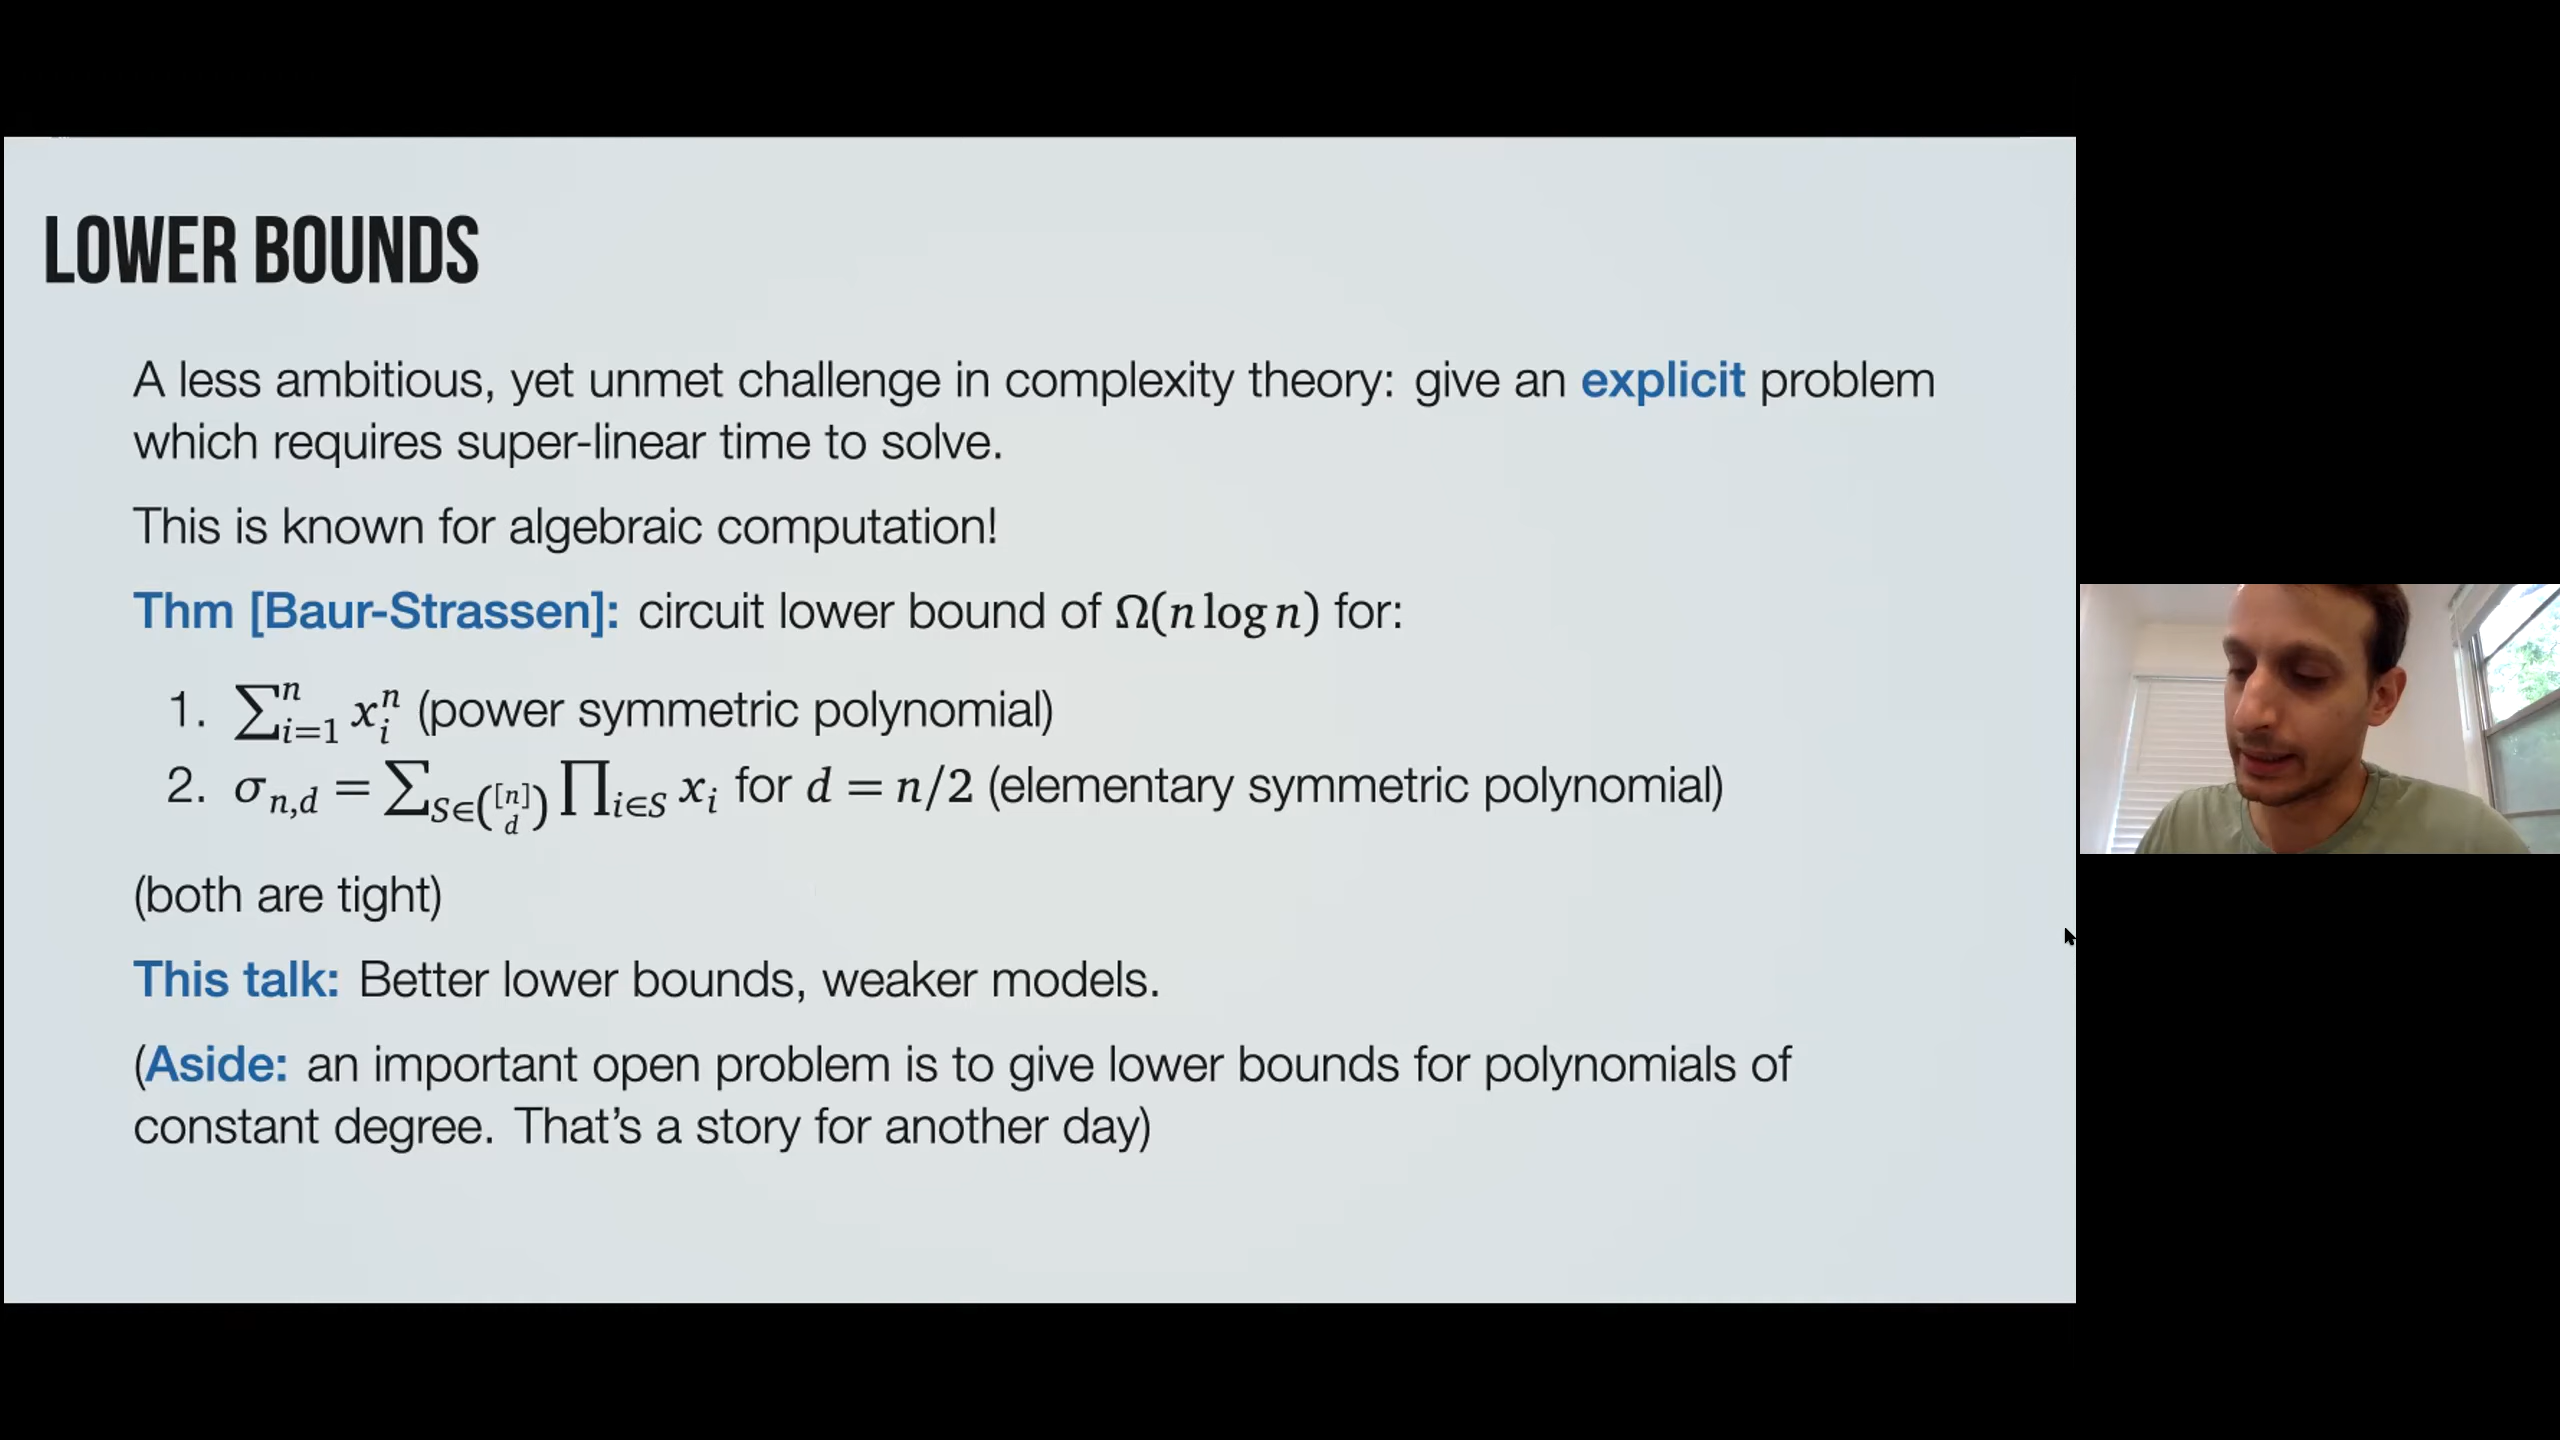 LOWER BOUNDS
A less ambitious, yet unmet challenge in complexity theory: give an explicit problem
which requires super-linear time to solve.
This is known for algebraic computation!
Thm [Baur-Strassen]: circuit lower bound of Ω(n log n) for:
1. ∑_{i=1}^{n} x_i^n (power symmetric polynomial)
2. σ_{n,d} = ∑_{S∈\binom{[n]}{d}} ∏_{i∈S} x_i for d = n/2 (elementary symmetric polynomial)
(both are tight)
This talk: Better lower bounds, weaker models.
(Aside: an important open problem is to give lower bounds for polynomials of
constant degree. That’s a story for another day)